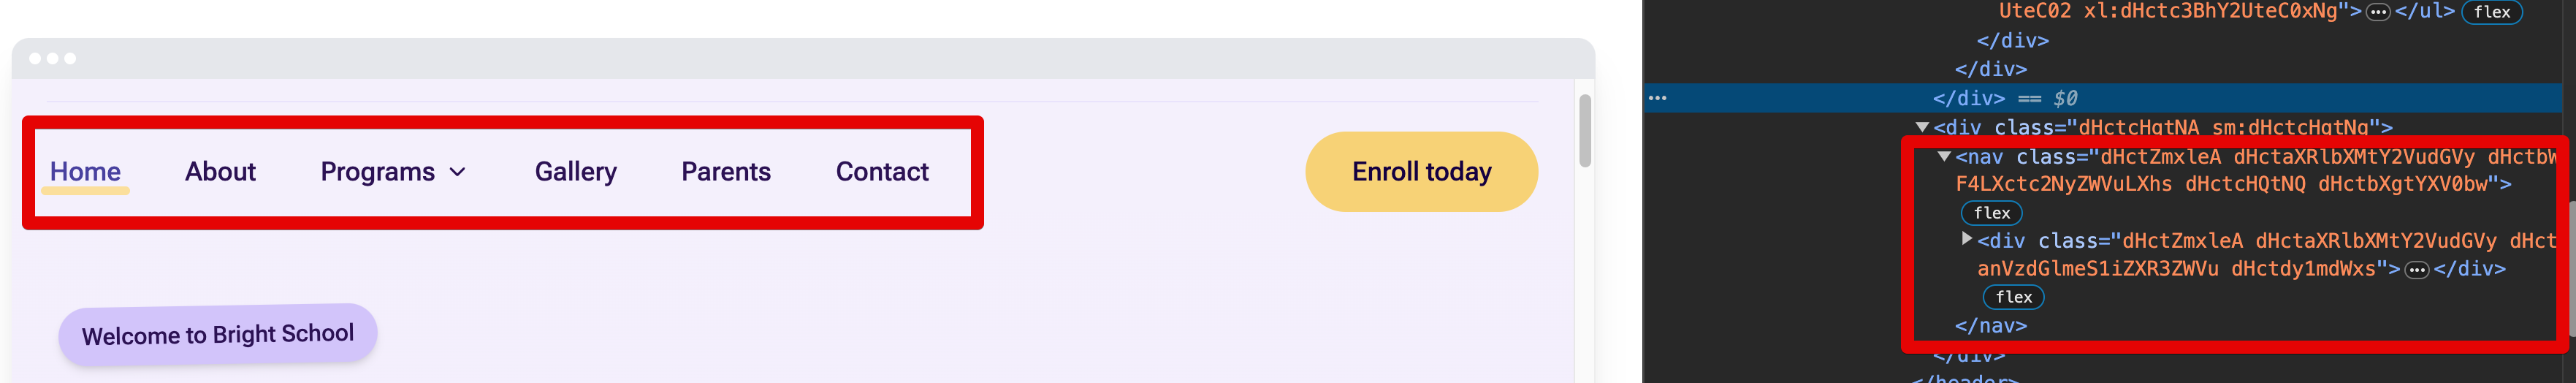 Home About Programs Gallery Parents Contact Enroll today
Welcome to Bright School
UteC02 xl:dHctc3BhY2UteC0xNg">⋯</ul> flex
</div>
</div>
⋯ </div> == $0
▼<div class="dHctcHgtNA sm:dHctcHgtNg">
▼<nav class="dHctZmxleA dHctaXRlbXMtY2VudGVy dHctbW
F4LXctc2NyZWVuLXhs dHctcHQtNQ dHctbXgtYXV0bw">
flex
▶<div class="dHctZmxleA dHctaXRlbXMtY2VudGVy dHct
anVzdGlmeS1iZXR3ZWVu dHctdy1mdWxs">⋯</div>
flex
</nav>
</div>
</header>